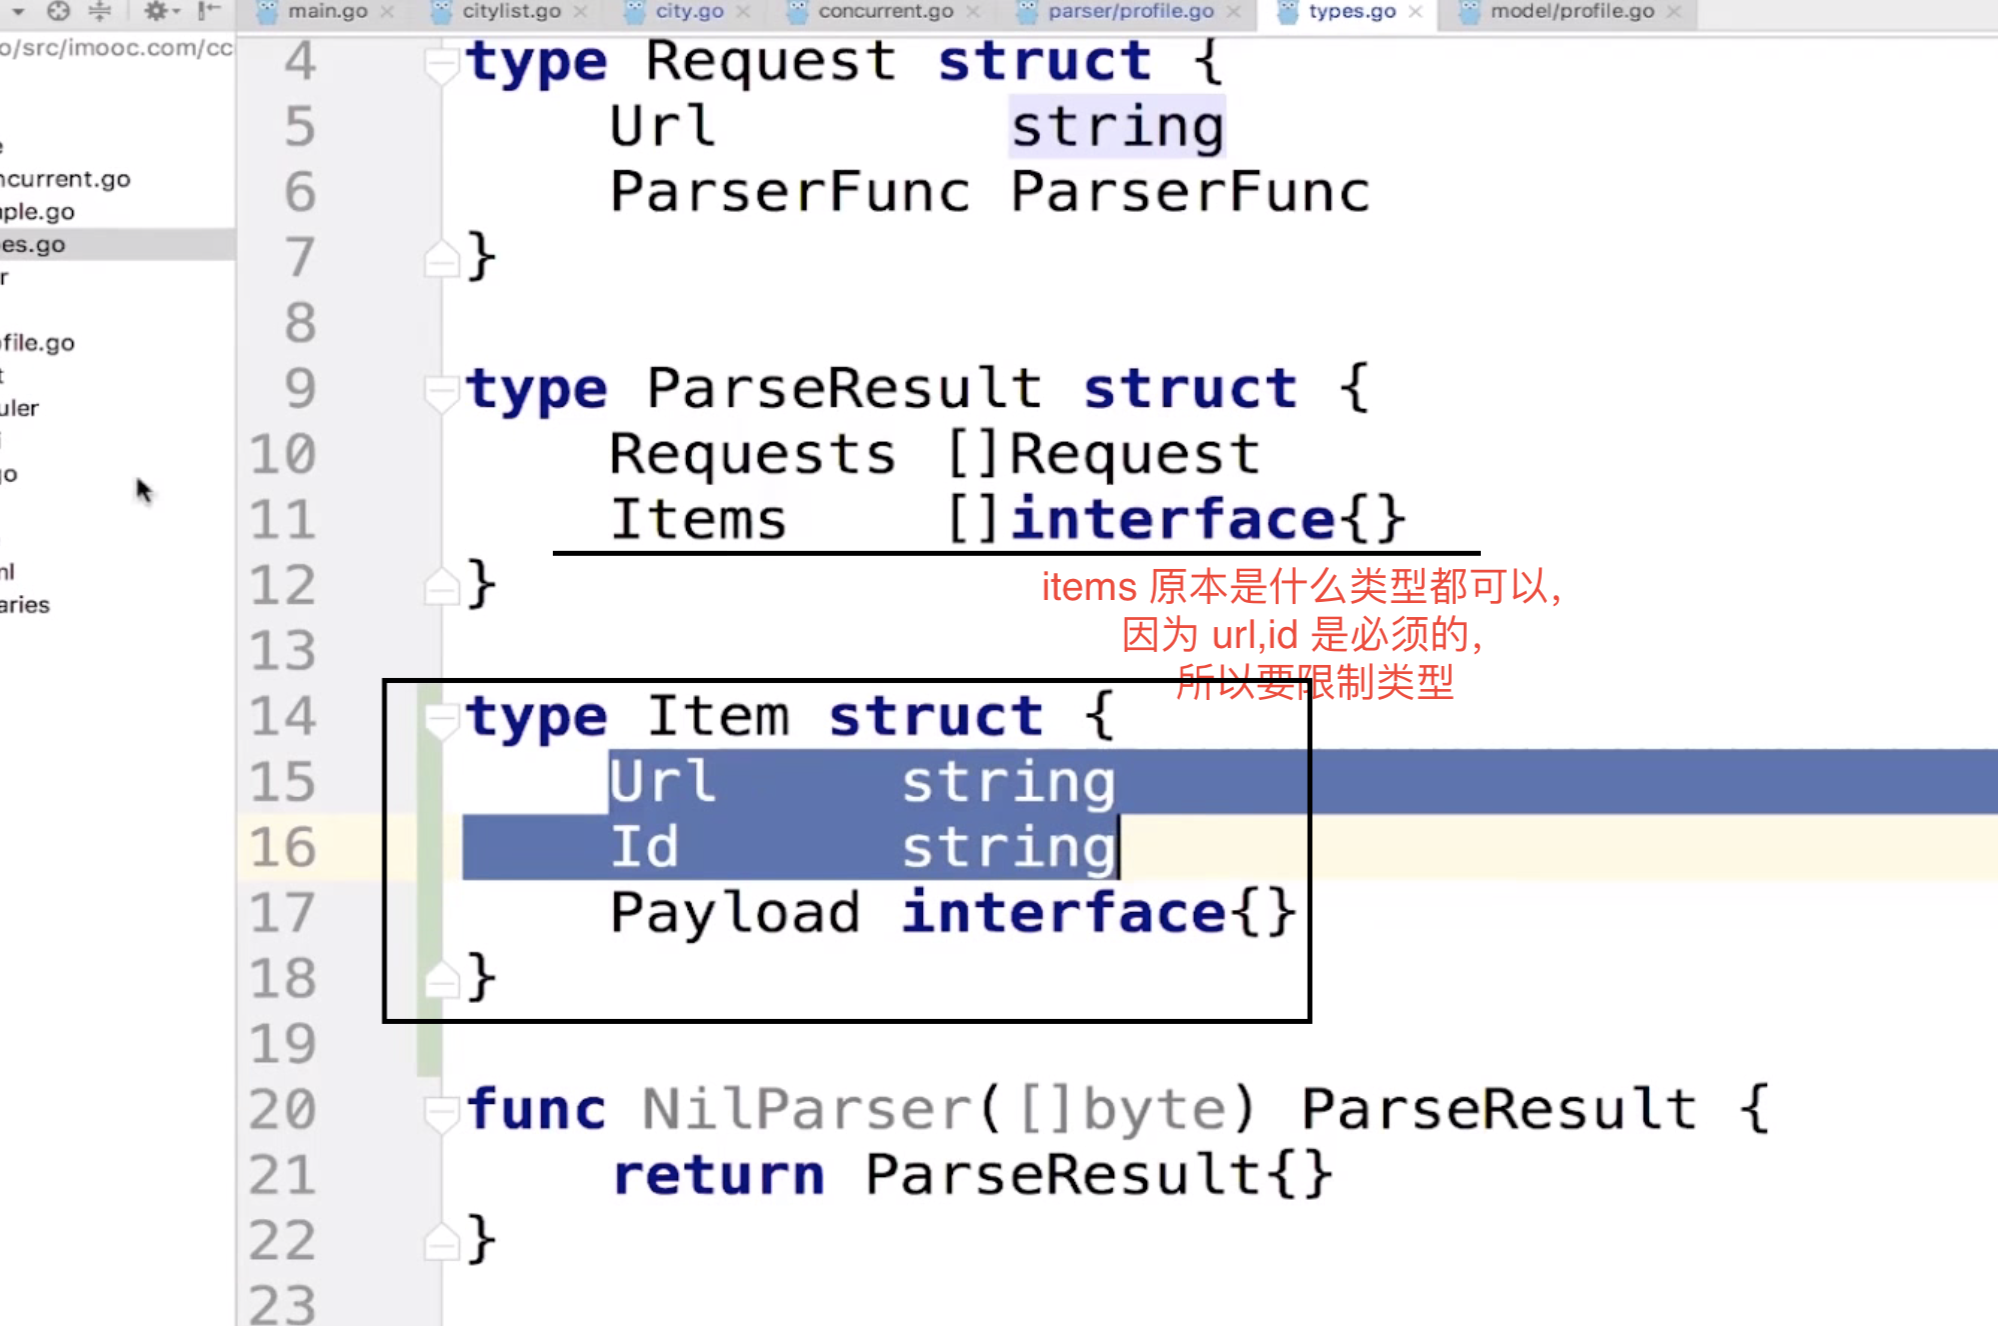 main.go
citylist.go
city.go
concurrent.go
parser/profile.go
types.go
model/profile.go
o/src/imooc.com/cc
e
ncurrent.go
ple.go
es.go
r
file.go
t
uler
i
go
ml
aries
4 type Request struct {
5 Url string
6 ParserFunc ParserFunc
7 }
8
9 type ParseResult struct {
10 Requests []Request
11 Items []interface{}
12 }
items 原本是什么类型都可以，
因为 url,id 是必须的，
所以要限制类型
13
14 type Item struct {
15 Url string
16 Id string
17 Payload interface{}
18 }
19
20 func NilParser([]byte) ParseResult {
21 return ParseResult{}
22 }
23